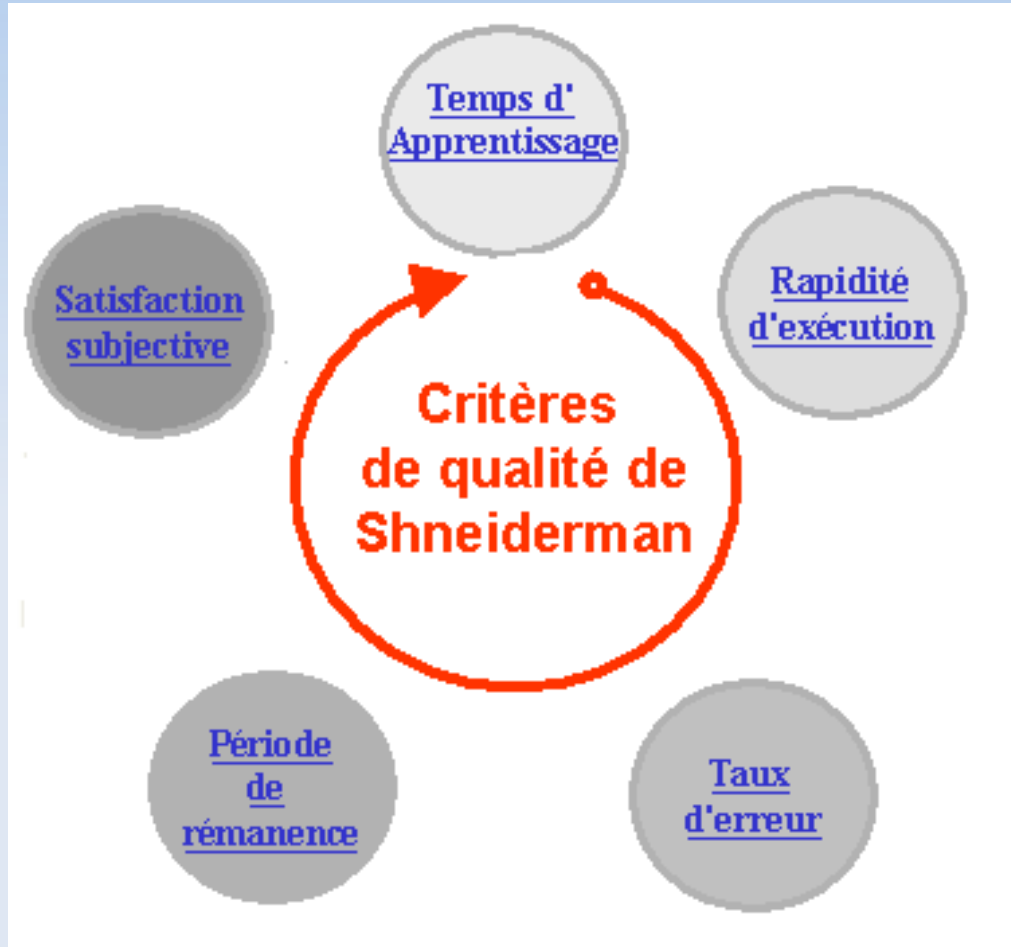 Temps d'
Apprentissage
Rapidité
d'exécution
Satisfaction
subjective
Critères
de qualité de
Shneiderman
Période
de
rémanence
Taux
d'erreur